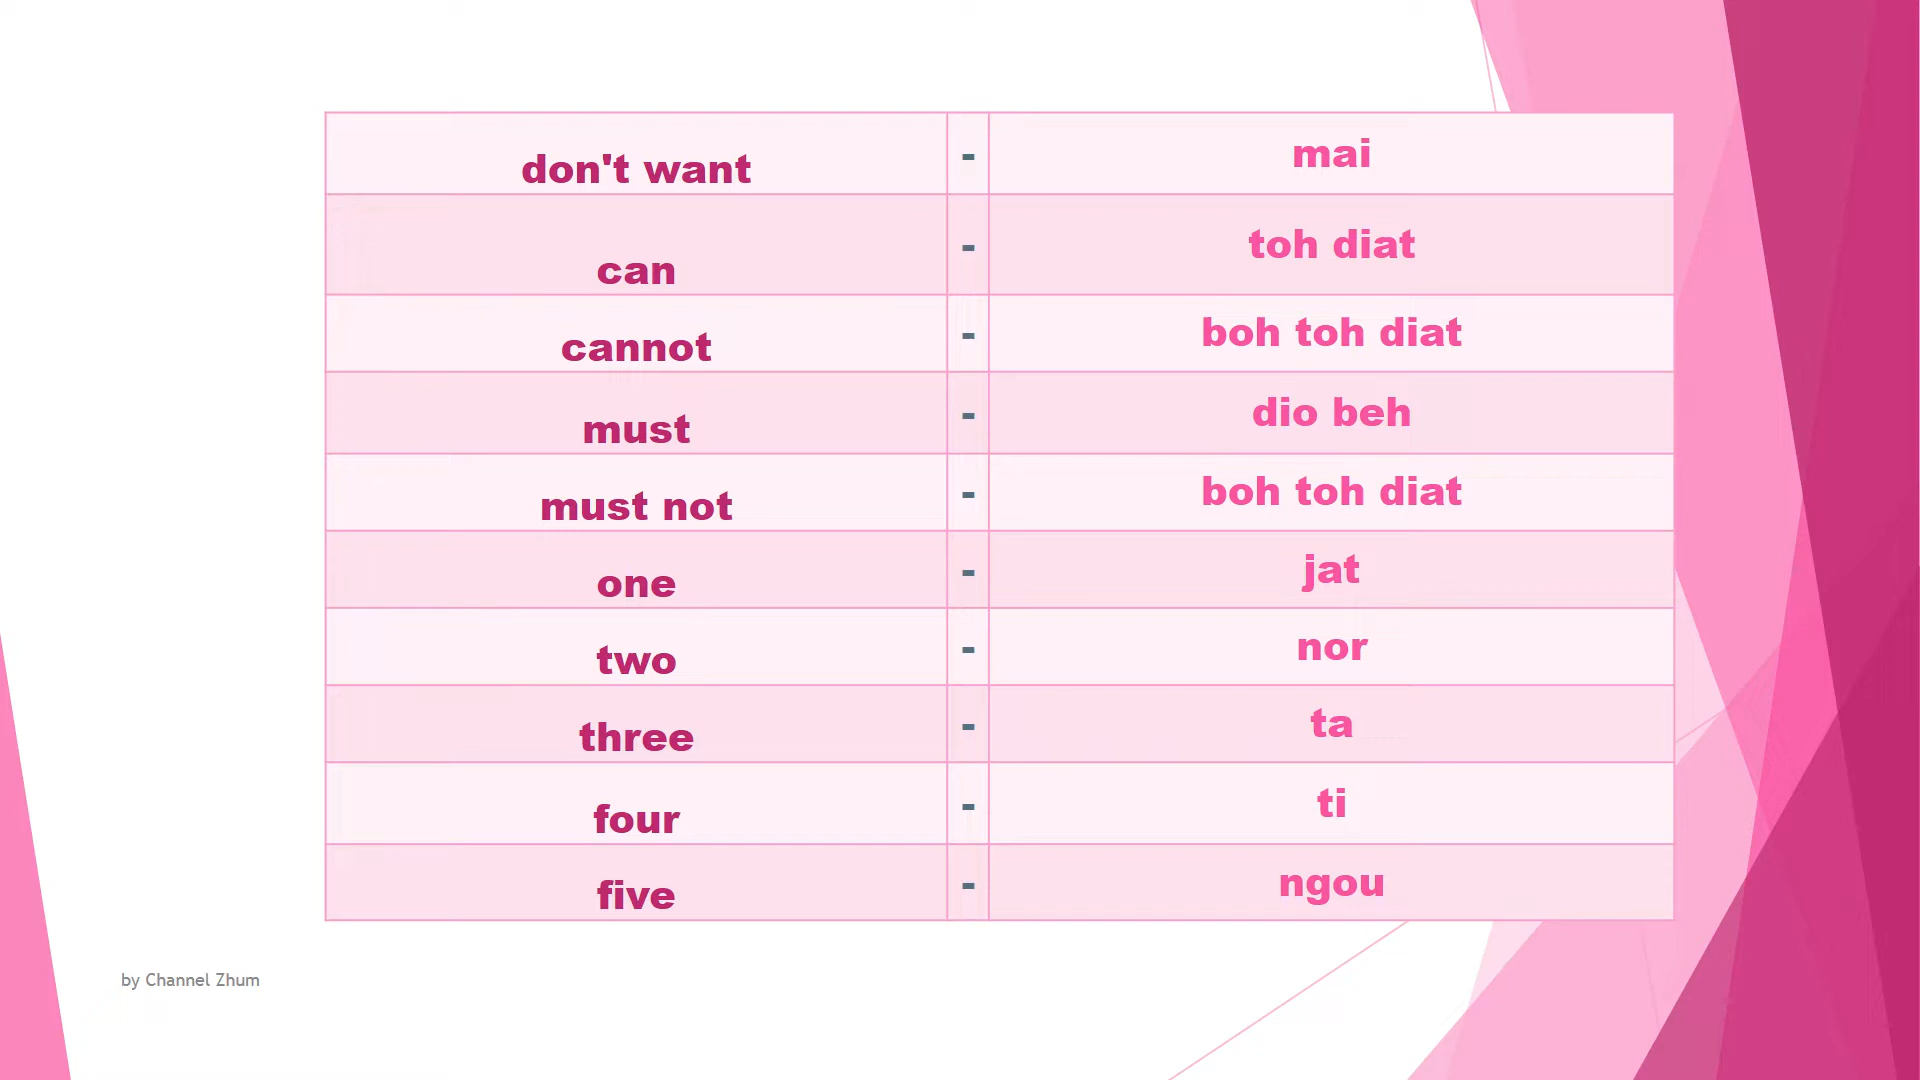 don't want - mai
can - toh diat
cannot - boh toh diat
must - dio beh
must not - boh toh diat
one - jat
two - nor
three - ta
four - ti
five - ngou
by Channel Zhum